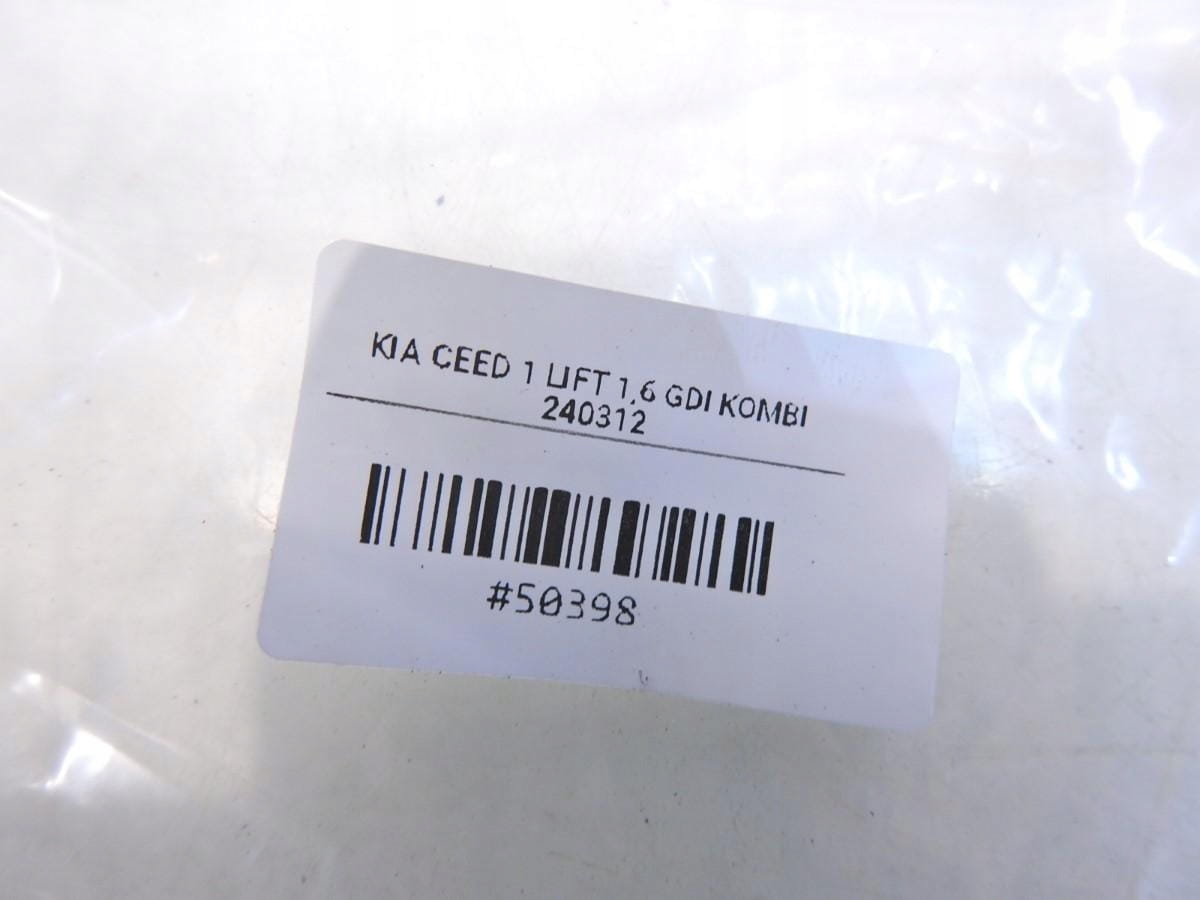 KIA CEED 1 LIFT 1,6 GDI KOMBI
240312
#50398